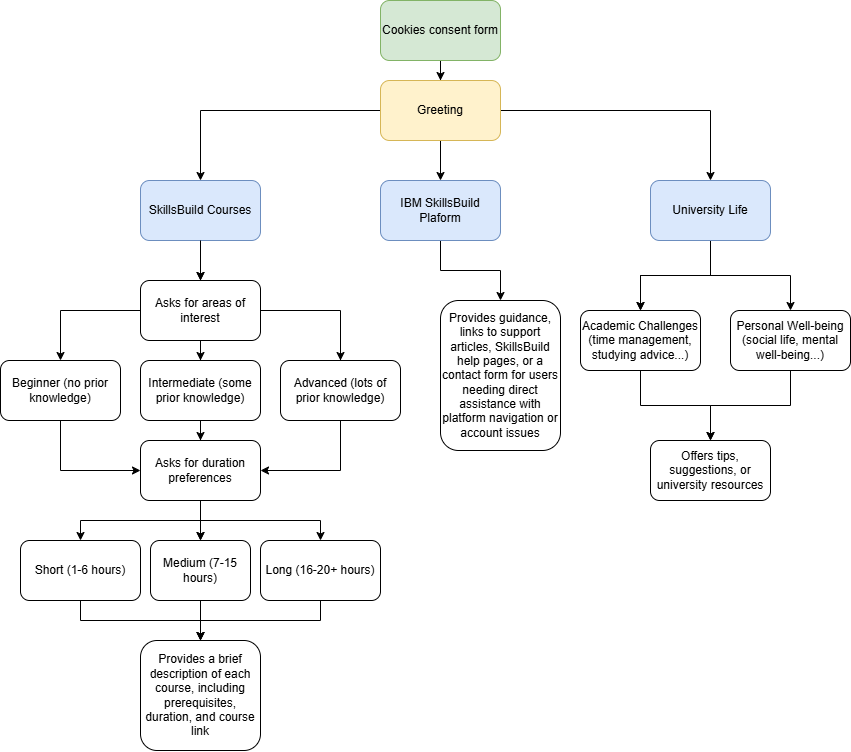 Cookies consent form
Greeting
SkillsBuild Courses
IBM SkillsBuild
Plaform
University Life
Asks for areas of
interest
Beginner (no prior
knowledge)
Intermediate (some
prior knowledge)
Advanced (lots of
prior knowledge)
Asks for duration
preferences
Short (1-6 hours)
Medium (7-15
hours)
Long (16-20+ hours)
Provides a brief
description of each
course, including
prerequisites,
duration, and course
link
Provides guidance,
links to support
articles, SkillsBuild
help pages, or a
contact form for users
needing direct
assistance with
platform navigation or
account issues
Academic Challenges
(time management,
studying advice...)
Personal Well-being
(social life, mental
well-being...)
Offers tips,
suggestions, or
university resources